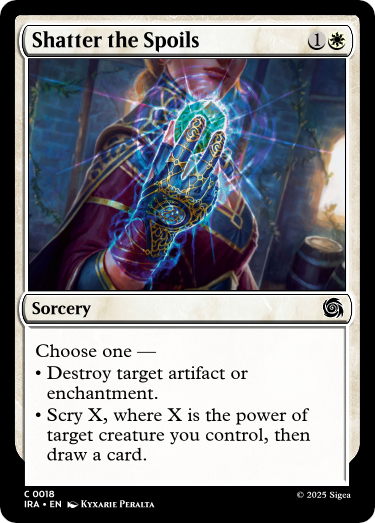 Shatter the Spoils 1
Sorcery
Choose one —
• Destroy target artifact or
enchantment.
• Scry X, where X is the power of
target creature you control, then
draw a card.
C 0018
IRA • EN Kyxarie Peralta
© 2025 Sigea